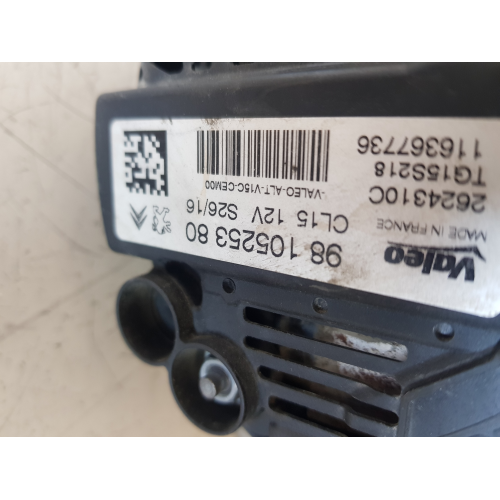 Valeo
MADE IN FRANCE
2624310C
TG15S218
116367736
98 105253 80
CL15 12V S26/16
-VALEO-ALT-V15C-CEM00